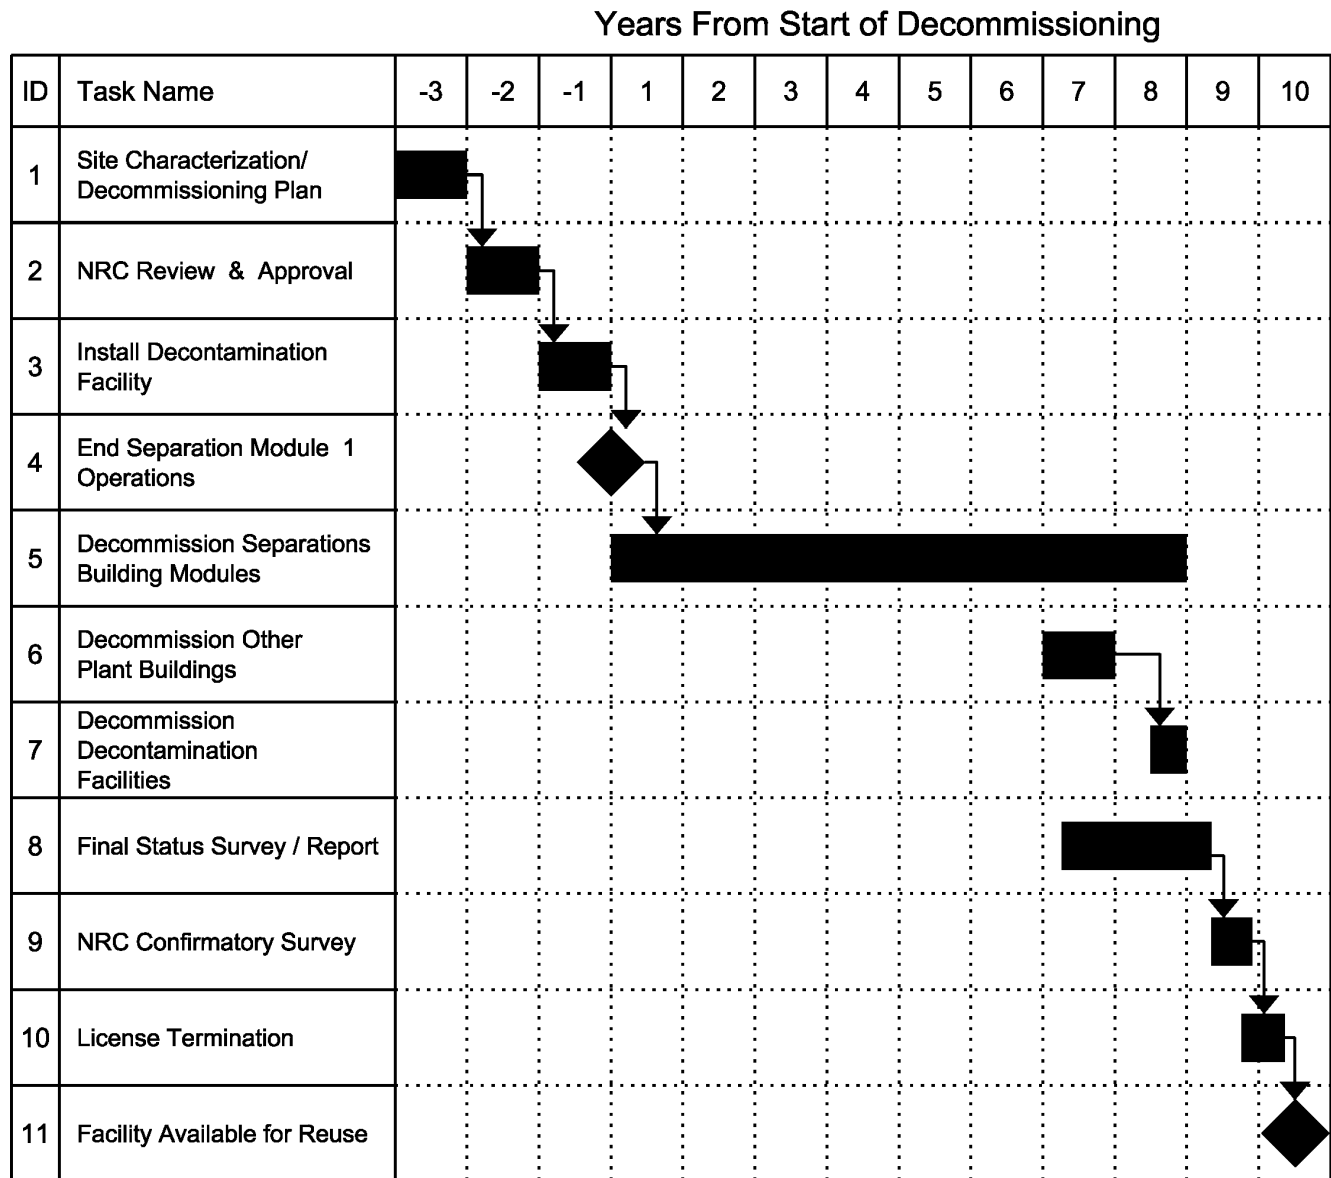 Years From Start of Decommissioning
ID Task Name -3 -2 -1 1 2 3 4 5 6 7 8 9 10
1 Site Characterization/
Decommissioning Plan
2 NRC Review & Approval
3 Install Decontamination
Facility
4 End Separation Module 1
Operations
5 Decommission Separations
Building Modules
6 Decommission Other
Plant Buildings
7 Decommission
Decontamination
Facilities
8 Final Status Survey / Report
9 NRC Confirmatory Survey
10 License Termination
11 Facility Available for Reuse